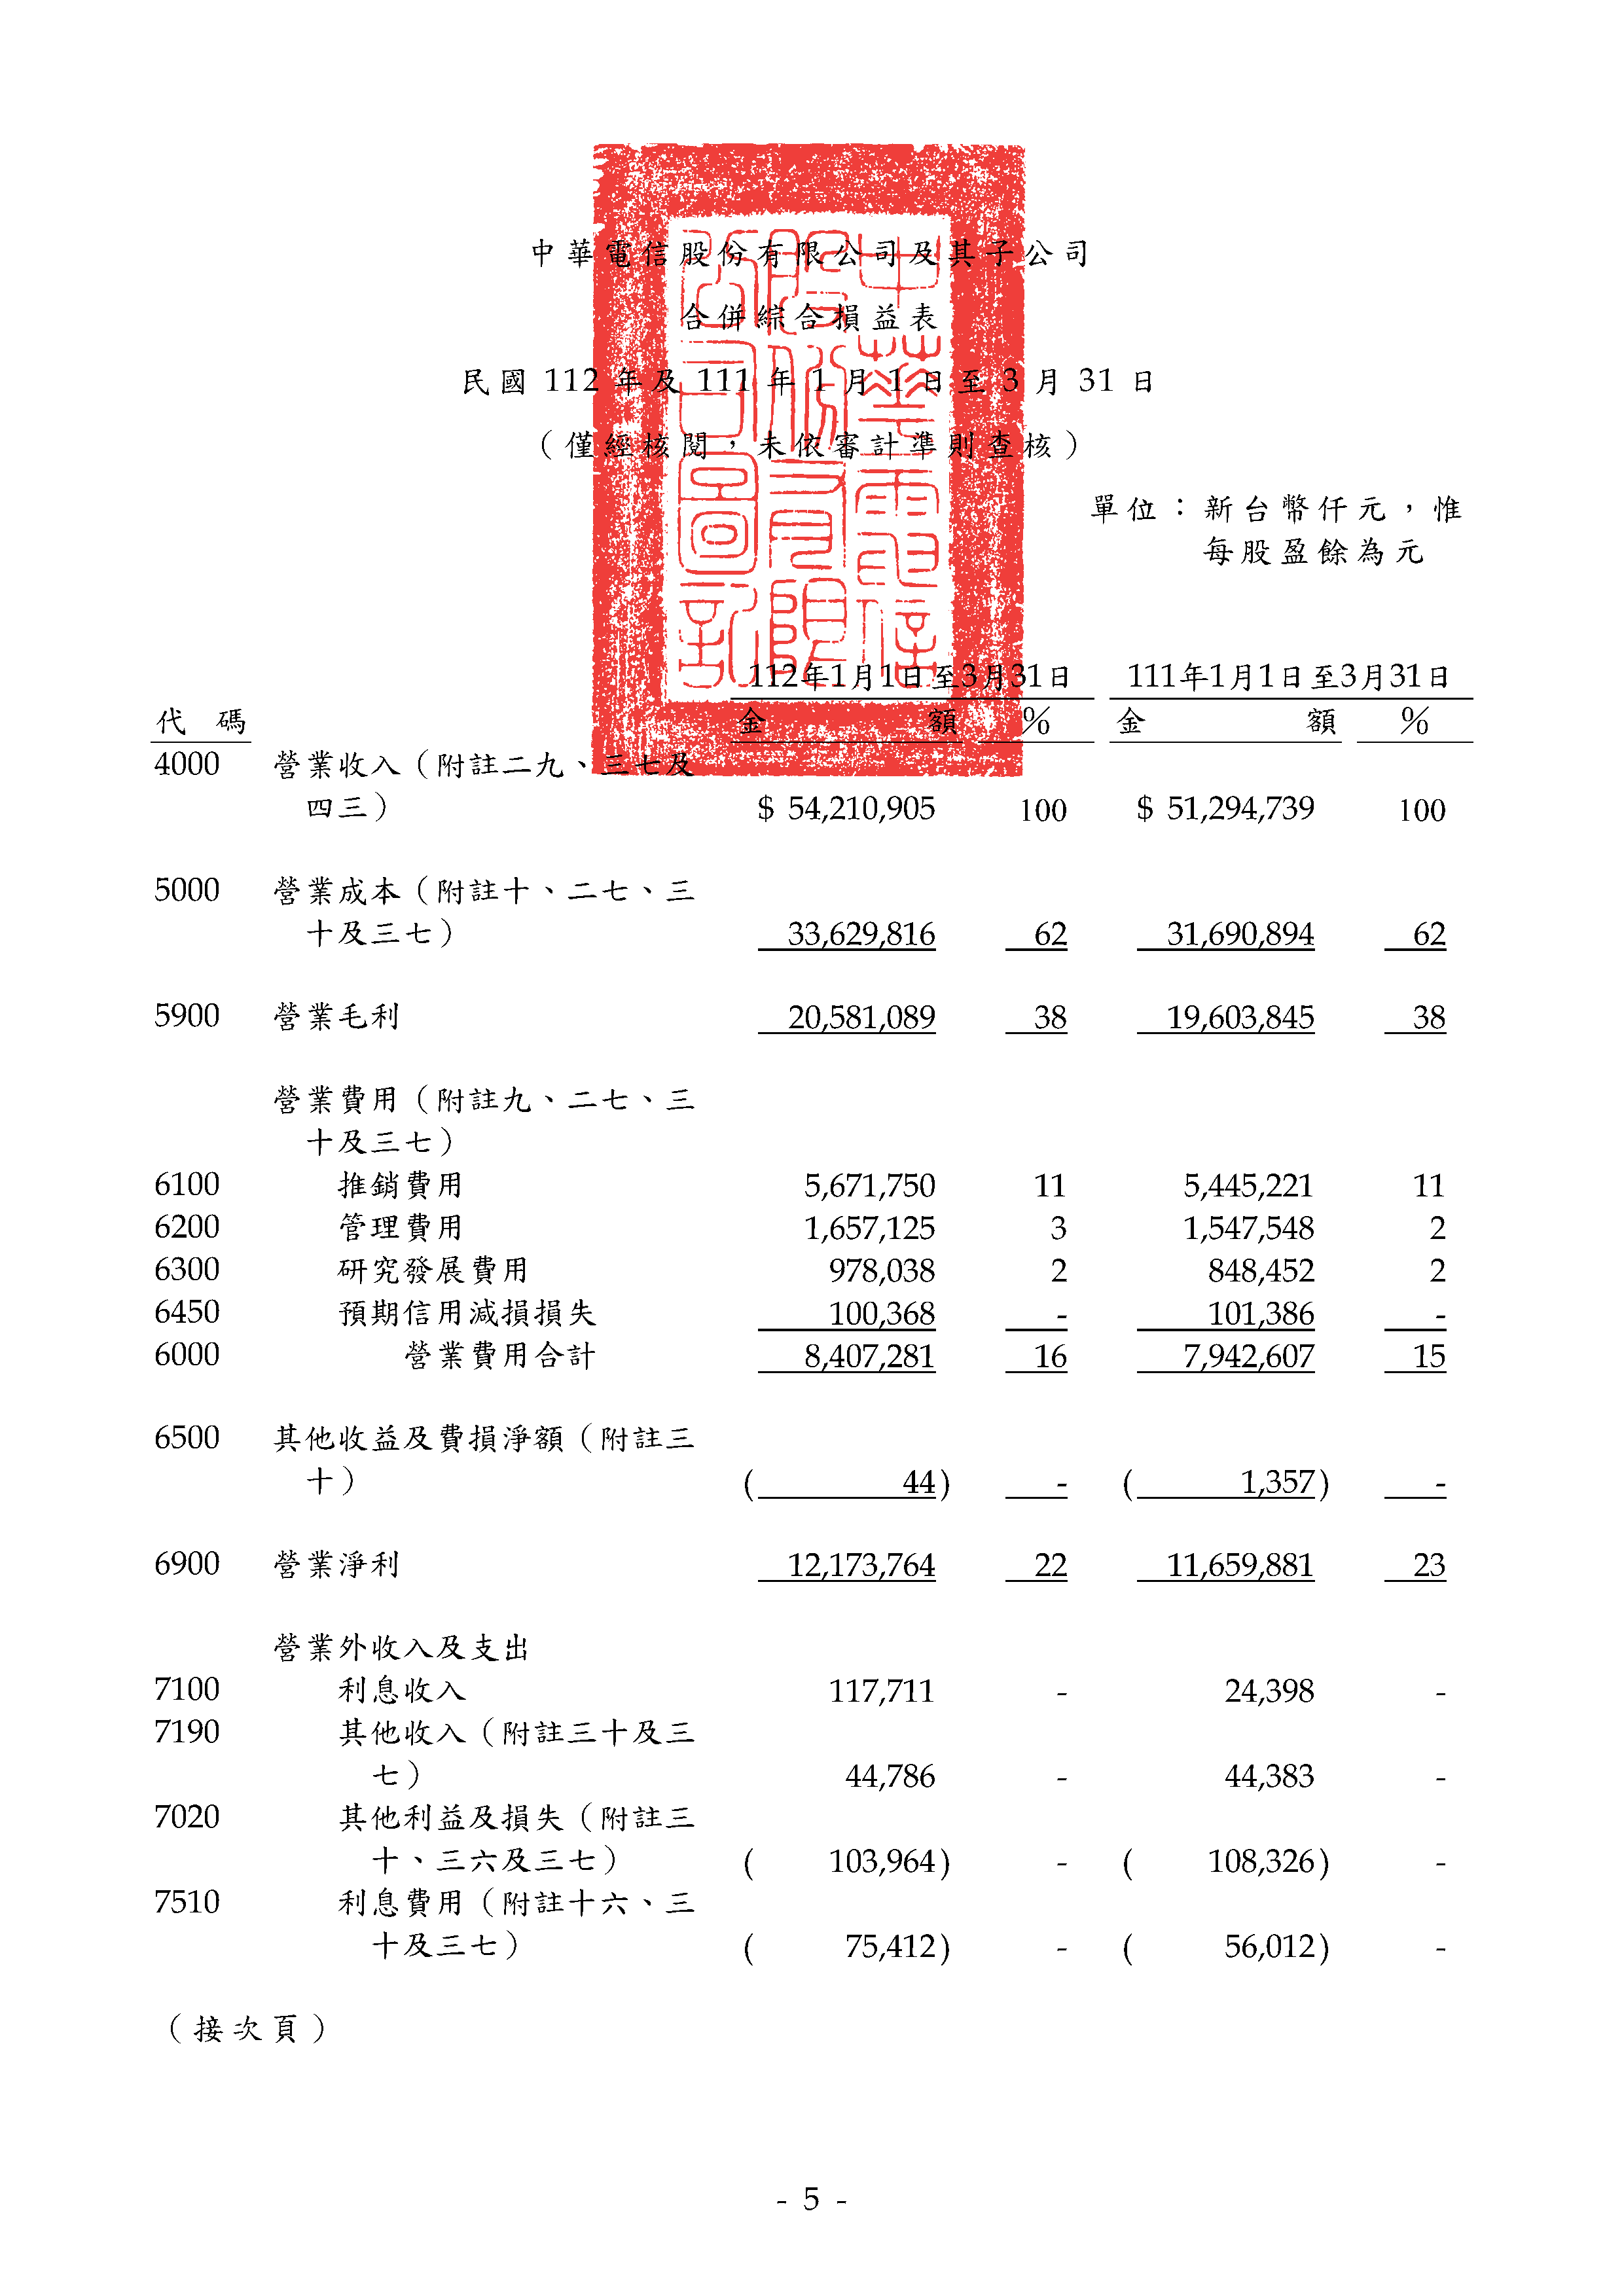 中華電信股份有限公司及其子公司
合併綜合損益表
民國 112 年及 111 年 1 月 1 日至 3 月 31 日
（僅經核閱，未依審計準則查核）
單位：新台幣仟元，惟
每股盈餘為元
112年1月1日至3月31日 111年1月1日至3月31日
代 碼 金 額 % 金 額 %
4000 營業收入（附註二九、三七及
四三） $ 54,210,905 100 $ 51,294,739 100
5000 營業成本（附註十、二七、三
十及三七） 33,629,816 62 31,690,894 62
5900 營業毛利 20,581,089 38 19,603,845 38
營業費用（附註九、二七、三
十及三七）
6100 推銷費用 5,671,750 11 5,445,221 11
6200 管理費用 1,657,125 3 1,547,548 2
6300 研究發展費用 978,038 2 848,452 2
6450 預期信用減損損失 100,368 - 101,386 -
6000 營業費用合計 8,407,281 16 7,942,607 15
6500 其他收益及費損淨額（附註三
十） ( 44) - ( 1,357) -
6900 營業淨利 12,173,764 22 11,659,881 23
營業外收入及支出
7100 利息收入 117,711 - 24,398 -
7190 其他收入（附註三十及三
七） 44,786 - 44,383 -
7020 其他利益及損失（附註三
十、三六及三七） ( 103,964) - ( 108,326) -
7510 利息費用（附註十六、三
十及三七） ( 75,412) - ( 56,012) -
（接次頁）
- 5 -
中華電信
股份有限
公司圖記